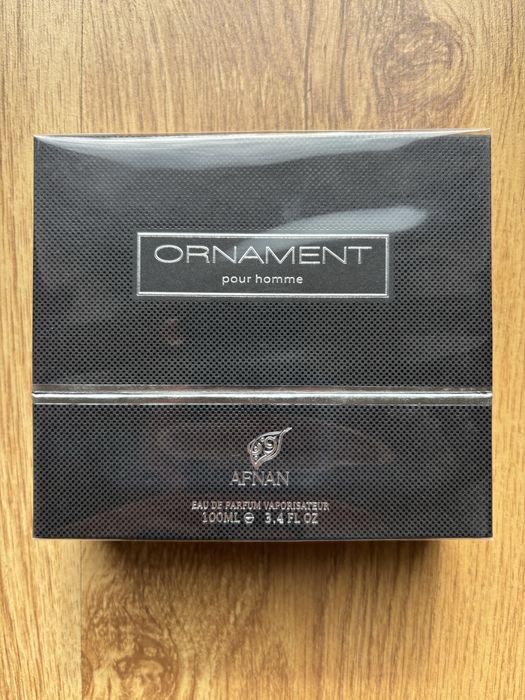 ORNAMENT
pour homme
AFNAN
EAU DE PARFUM VAPORISATEUR
100ML ℮ 3.4 FL OZ